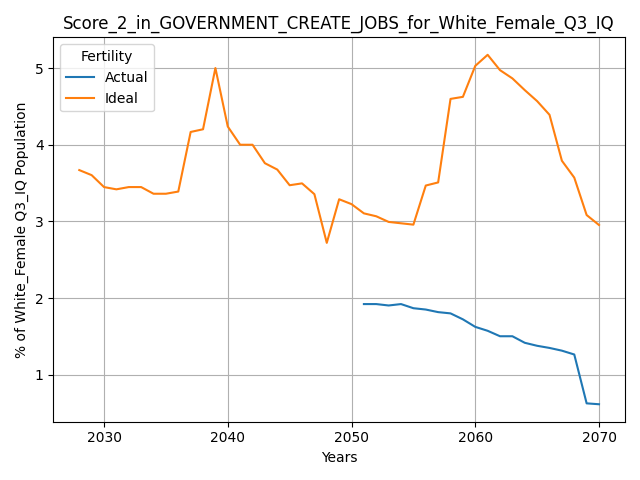 Score_2_in_GOVERNMENT_CREATE_JOBS_for_White_Female_Q3_IQ
Fertility
Actual
Ideal
% of White_Female Q3_IQ Population
5
4
3
2
1
2030 2040 2050 2060 2070
Years